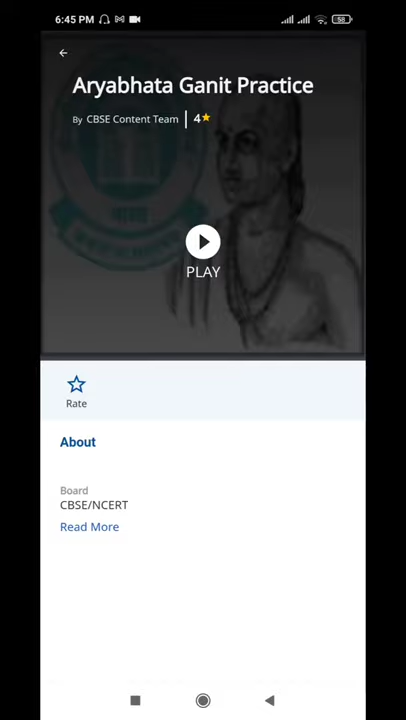 6:45 PM
58
Aryabhata Ganit Practice
By CBSE Content Team 4
PLAY
Rate
About
Board
CBSE/NCERT
Read More